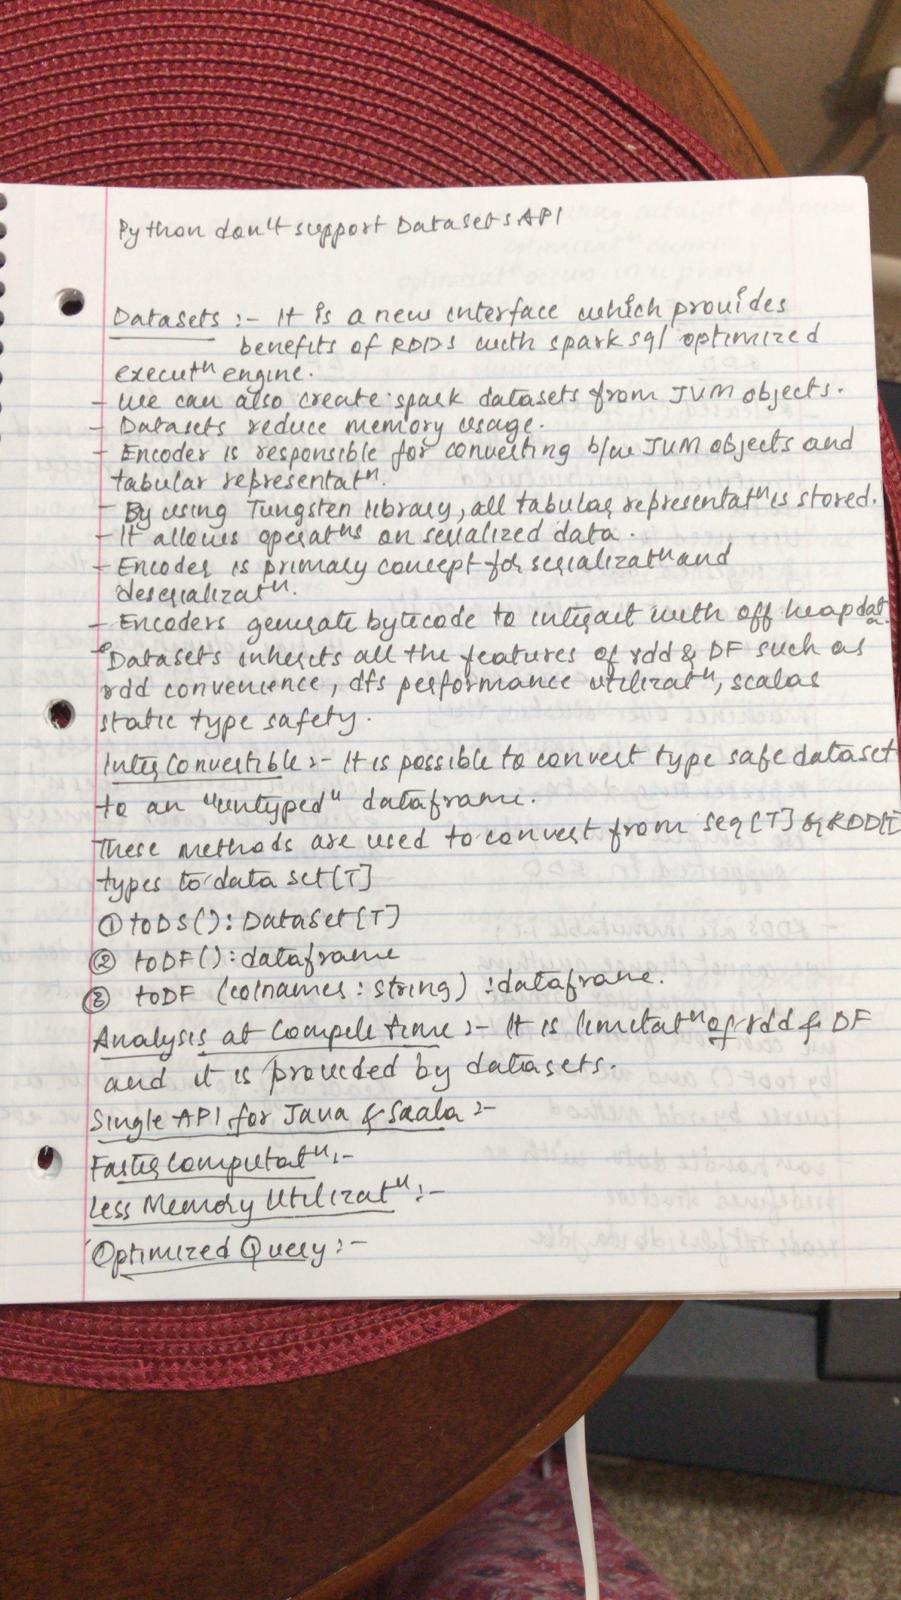 Python don't support Datasets API
Datasets :- It is a new interface which provides
benefits of RDDS with spark sql optimized
executⁿ engine.
- we can also create spark datasets from JVM objects.
- Datasets reduce memory usage.
- Encoder is responsible for converting b/w JVM objects and
tabular representatⁿ.
- By using Tungsten library, all tabular representatⁿ is stored.
- It allows operatⁿs on serialized data.
- Encoder is primary concept for serializatⁿ and
deserializatⁿ.
- Encoders generate bytecode to interact with off heap data.
- Datasets inherits all the features of rdd & DF such as
rdd convenience, dfs performance utilizatⁿ, scalas
static type safety.
Inter Convertible :- It is possible to convert type safe dataset
to an "untyped" dataframe.
These methods are used to convert from seq[T] & RDD[T]
types to data set[T]
① toDS(): Dataset[T]
② toDF(): dataframe
③ toDF (colnames : string) : dataframe.
Analysis at Compile time :- It is limitatⁿ of rdd & DF
and it is provided by datasets.
Single API for Java & Scala :-
Faster Computatⁿ :-
Less Memory Utilizatⁿ :-
Optimized Query :-